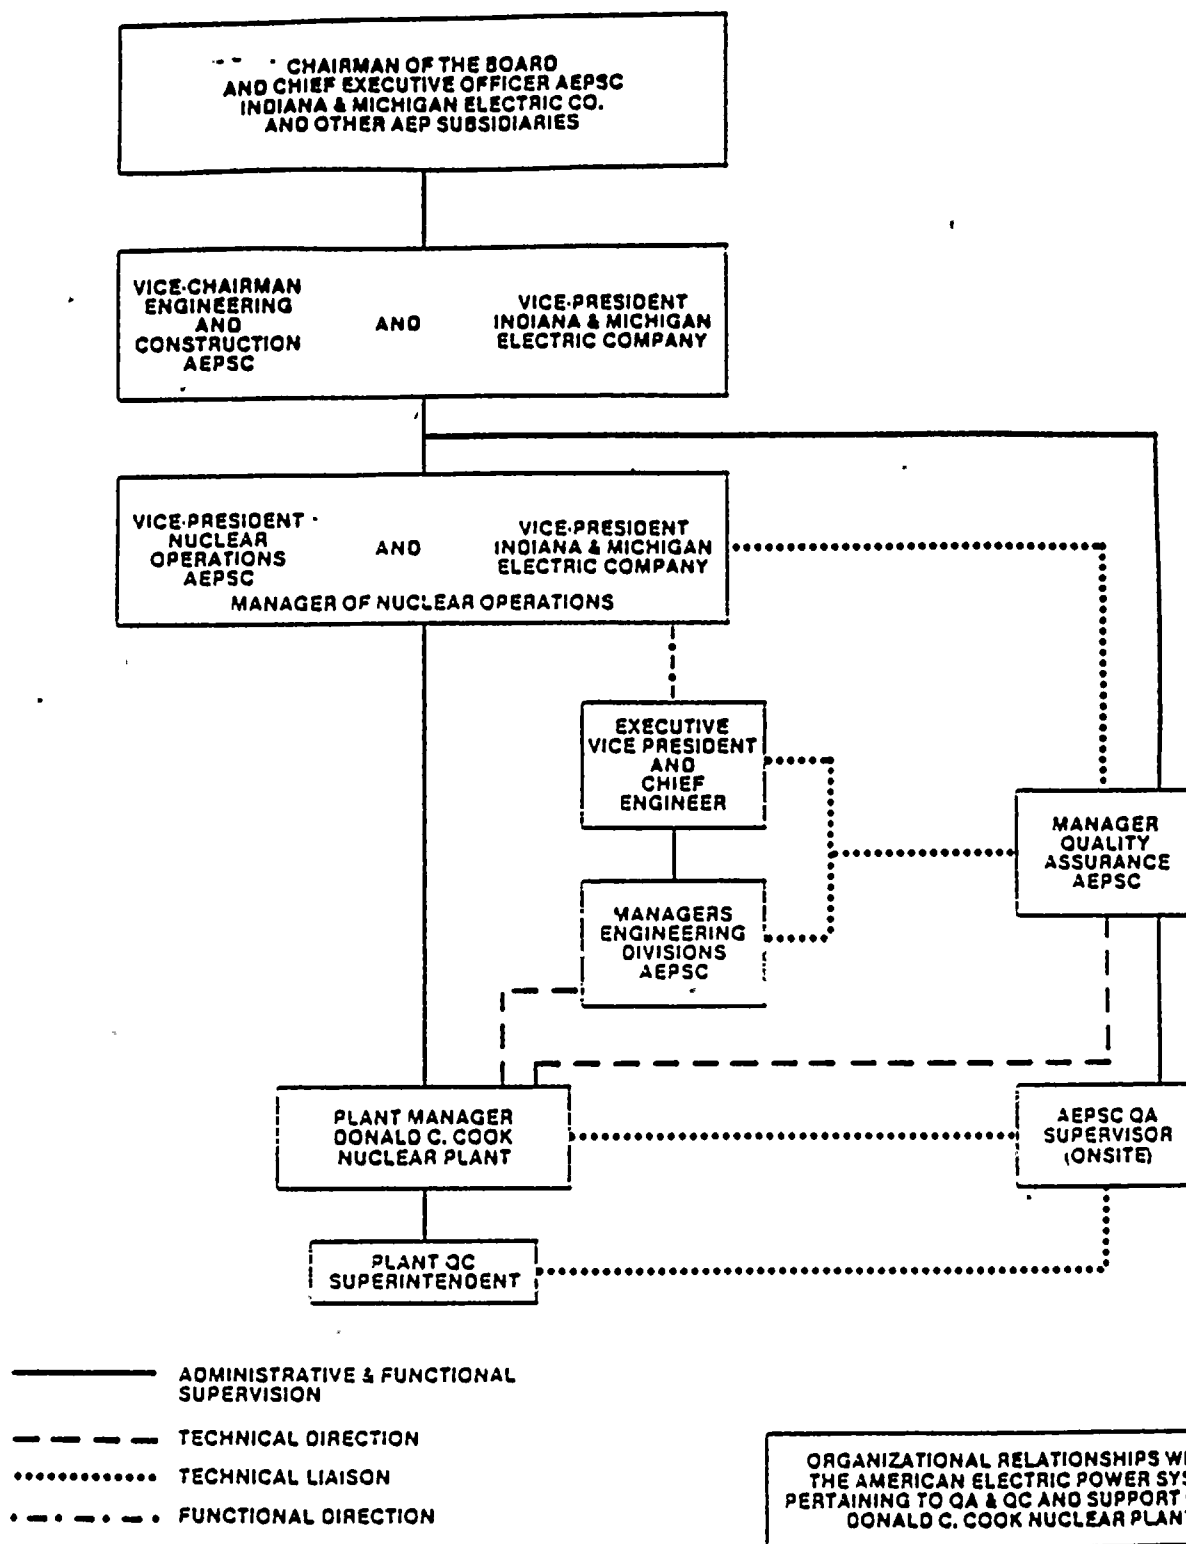 CHAIRMAN OF THE BOARD
AND CHIEF EXECUTIVE OFFICER AEPSC
INDIANA & MICHIGAN ELECTRIC CO.
AND OTHER AEP SUBSIDIARIES
VICE-CHAIRMAN
ENGINEERING
AND
CONSTRUCTION
AEPSC
AND
VICE-PRESIDENT
INDIANA & MICHIGAN
ELECTRIC COMPANY
VICE-PRESIDENT
NUCLEAR
OPERATIONS
AEPSC
AND
VICE-PRESIDENT
INDIANA & MICHIGAN
ELECTRIC COMPANY
MANAGER OF NUCLEAR OPERATIONS
EXECUTIVE
VICE PRESIDENT
AND
CHIEF
ENGINEER
MANAGER
QUALITY
ASSURANCE
AEPSC
MANAGERS
ENGINEERING
DIVISIONS
AEPSC
PLANT MANAGER
DONALD C. COOK
NUCLEAR PLANT
AEPSC QA
SUPERVISOR
(ONSITE)
PLANT QC
SUPERINTENDENT
ADMINISTRATIVE & FUNCTIONAL
SUPERVISION
TECHNICAL DIRECTION
TECHNICAL LIAISON
FUNCTIONAL DIRECTION
ORGANIZATIONAL RELATIONSHIPS
THE AMERICAN ELECTRIC POWER
PERTAINING TO QA & QC AND SUPPORT
DONALD C. COOK NUCLEAR PLANT